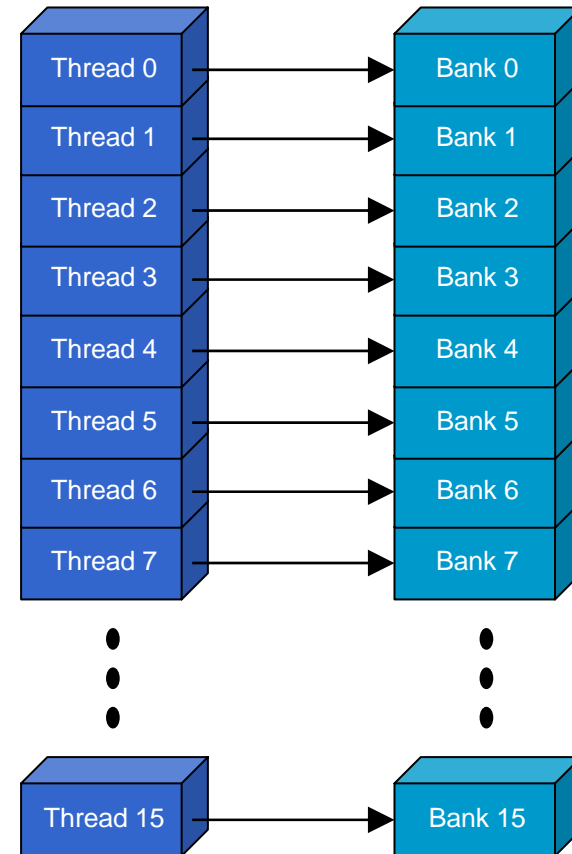 Thread 0
Bank 0
Thread 1
Bank 1
Thread 2
Bank 2
Thread 3
Bank 3
Thread 4
Bank 4
Thread 5
Bank 5
Thread 6
Bank 6
Thread 7
Bank 7
Thread 15
Bank 15